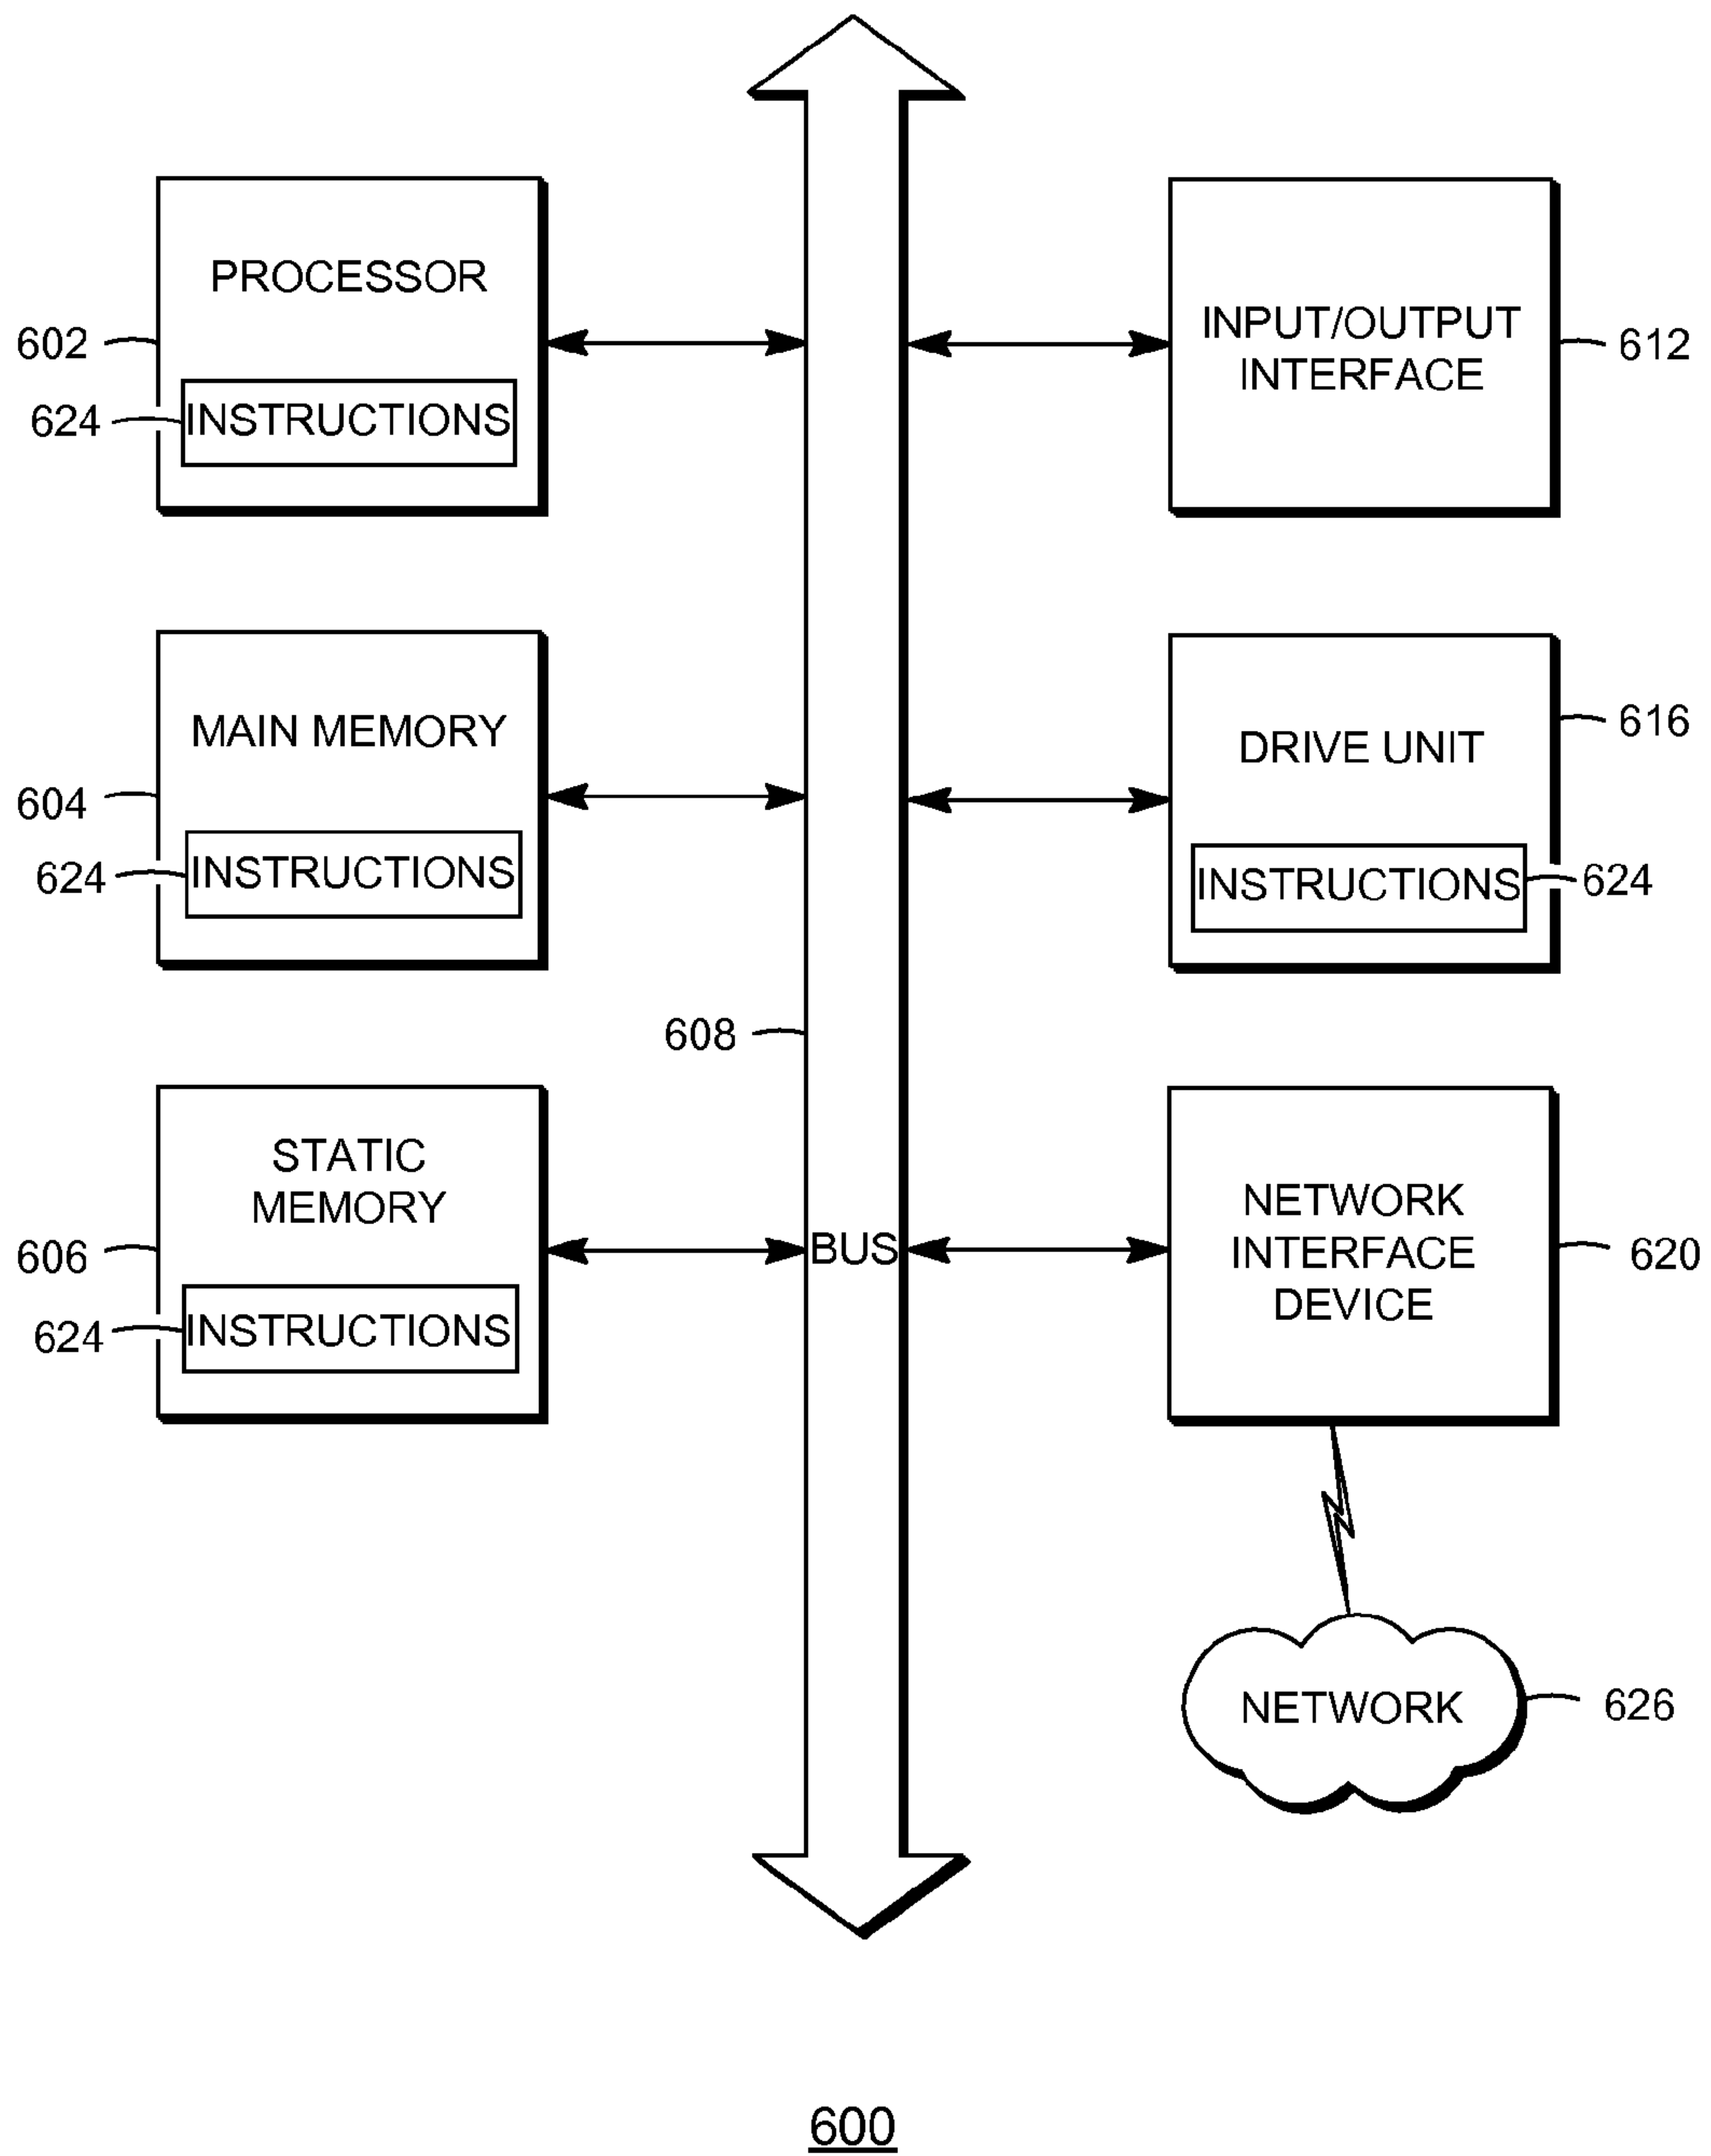 PROCESSOR
602
624
INSTRUCTIONS
INPUT/OUTPUT
INTERFACE
612
MAIN MEMORY
604
624
INSTRUCTIONS
616
DRIVE UNIT
INSTRUCTIONS
624
608
STATIC
MEMORY
606
624
INSTRUCTIONS
BUS
NETWORK
INTERFACE
DEVICE
620
NETWORK
626
600